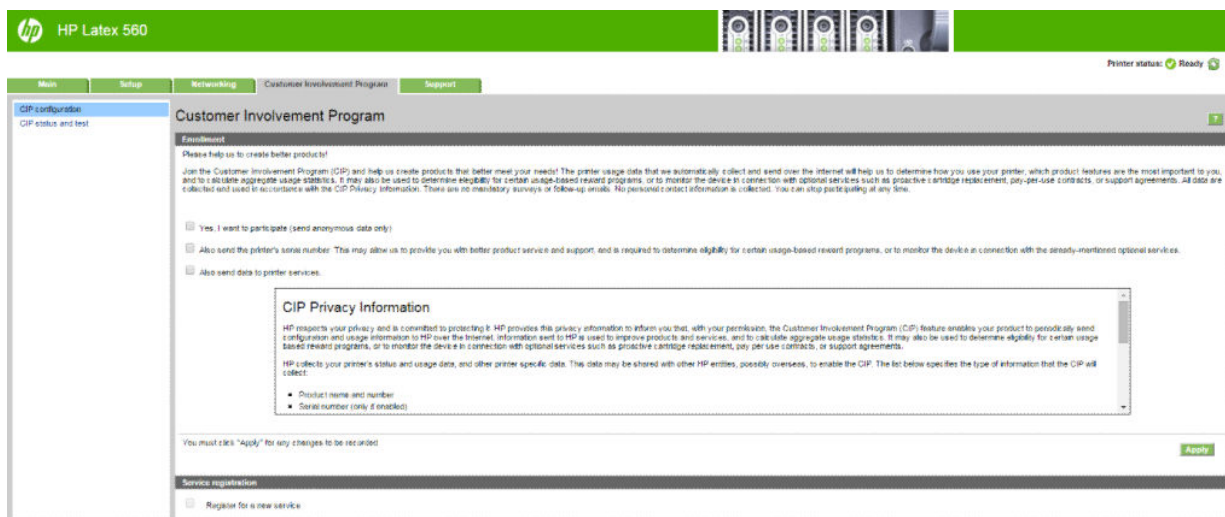 hp
HP Latex 560
Printer status: Ready
Main Setup Networking Customer Involvement Program Support
CIP configuration
CIP status and test
Customer Involvement Program
?
Enrollment
Please help us to create better products!
Join the Customer Involvement Program (CIP) and help us create products that better meet your needs! The printer usage data that we automatically collect and send over the internet will help us to determine how you use your printer, which product features are the most important to you,
and to calculate aggregate usage statistics. It may also be used to determine eligibility for certain usage-based reward programs, or to monitor the device in connection with optional services such as proactive cartridge replacement, pay-per-use contracts, or support agreements. All data are
collected and used in accordance with the CIP Privacy Information. There are no mandatory surveys or follow-up emails. No personal contact information is collected. You can stop participating at any time.
Yes, I want to participate (send anonymous data only)
Also send the printer's serial number. This may allow us to provide you with better product service and support, and is required to determine eligibility for certain usage-based reward programs, or to monitor the device in connection with the already-mentioned optional services.
Also send data to printer services.
CIP Privacy Information
HP respects your privacy and is committed to protecting it. HP provides this privacy information to inform you that, with your permission, the Customer Involvement Program (CIP) feature enables your product to periodically send
configuration and usage information to HP over the Internet. Information sent to HP is used to improve products and services, and to calculate aggregate usage statistics. It may also be used to determine eligibility for certain usage
based reward programs, or to monitor the device in connection with optional services such as proactive cartridge replacement, pay per use contracts, or support agreements.
HP collects your printer's status and usage data, and other printer specific data. This data may be shared with other HP entities, possibly overseas, to enable the CIP. The list below specifies the type of information that the CIP will
collect:
Product name and number
Serial number (only if enabled)
You must click "Apply" for any changes to be recorded
Apply
Service registration
Register for a new service